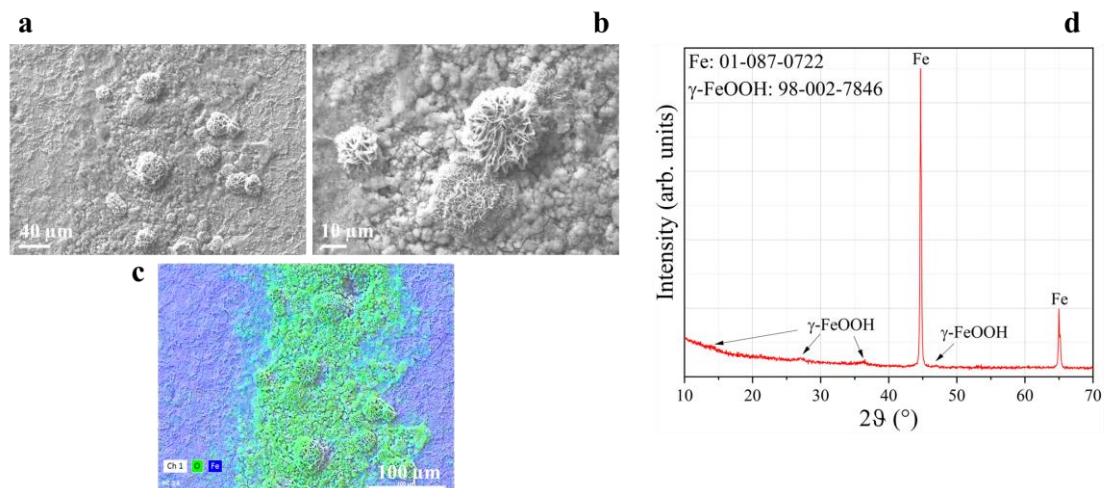 a
b
d
40 µm
10 µm
c
Ch 1 O Fe
100 µm
Fe: 01-087-0722
γ-FeOOH: 98-002-7846
Fe
Fe
γ-FeOOH
γ-FeOOH
Intensity (arb. units)
10 20 30 40 50 60 70
2ϑ (°)